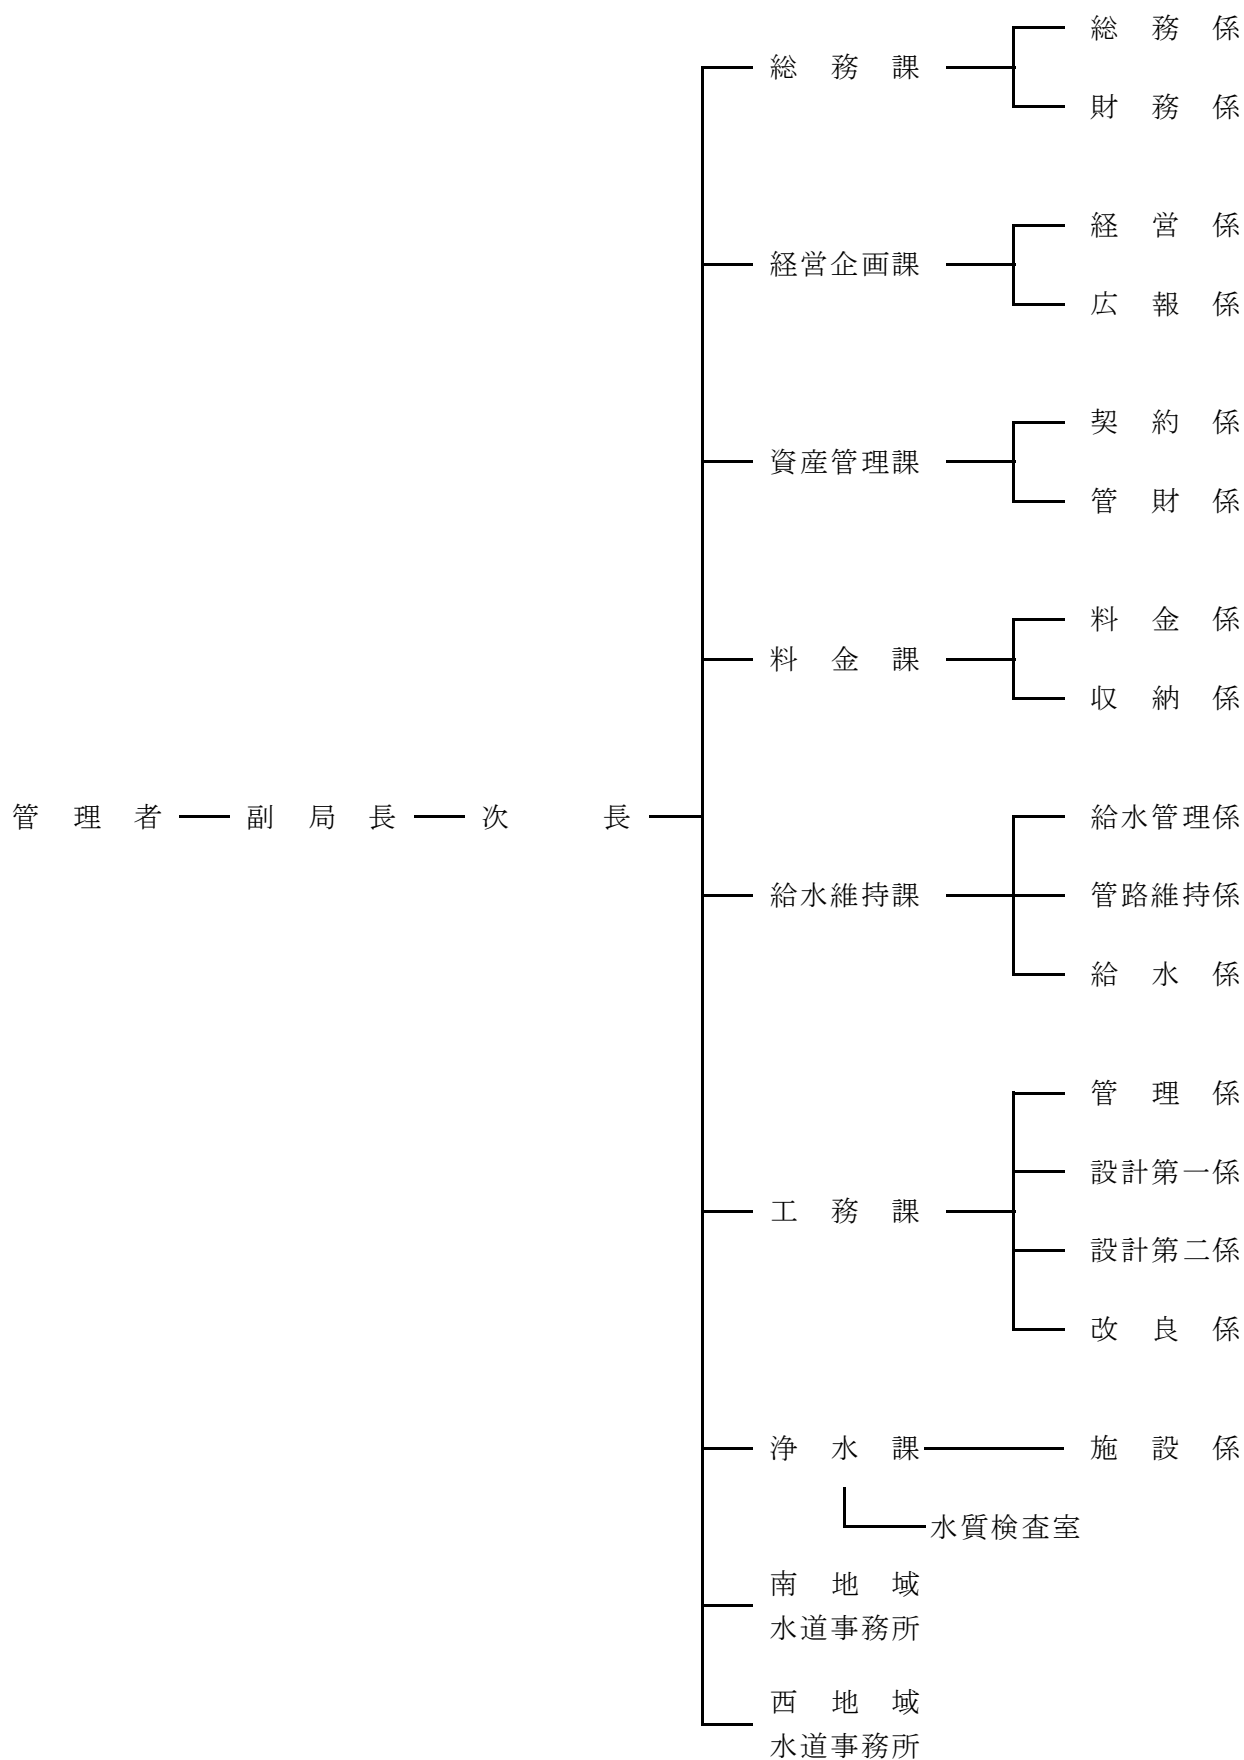 総務係
総務課
財務係
経営係
経営企画課
広報係
契約係
資産管理課
管財係
料金係
料金課
収納係
管理者 副局長 次長
給水管理係
給水維持課 管路維持係
給水係
管理係
設計第一係
工務課
設計第二係
改良係
浄水課 施設係
水質検査室
南地域
水道事務所
西地域
水道事務所